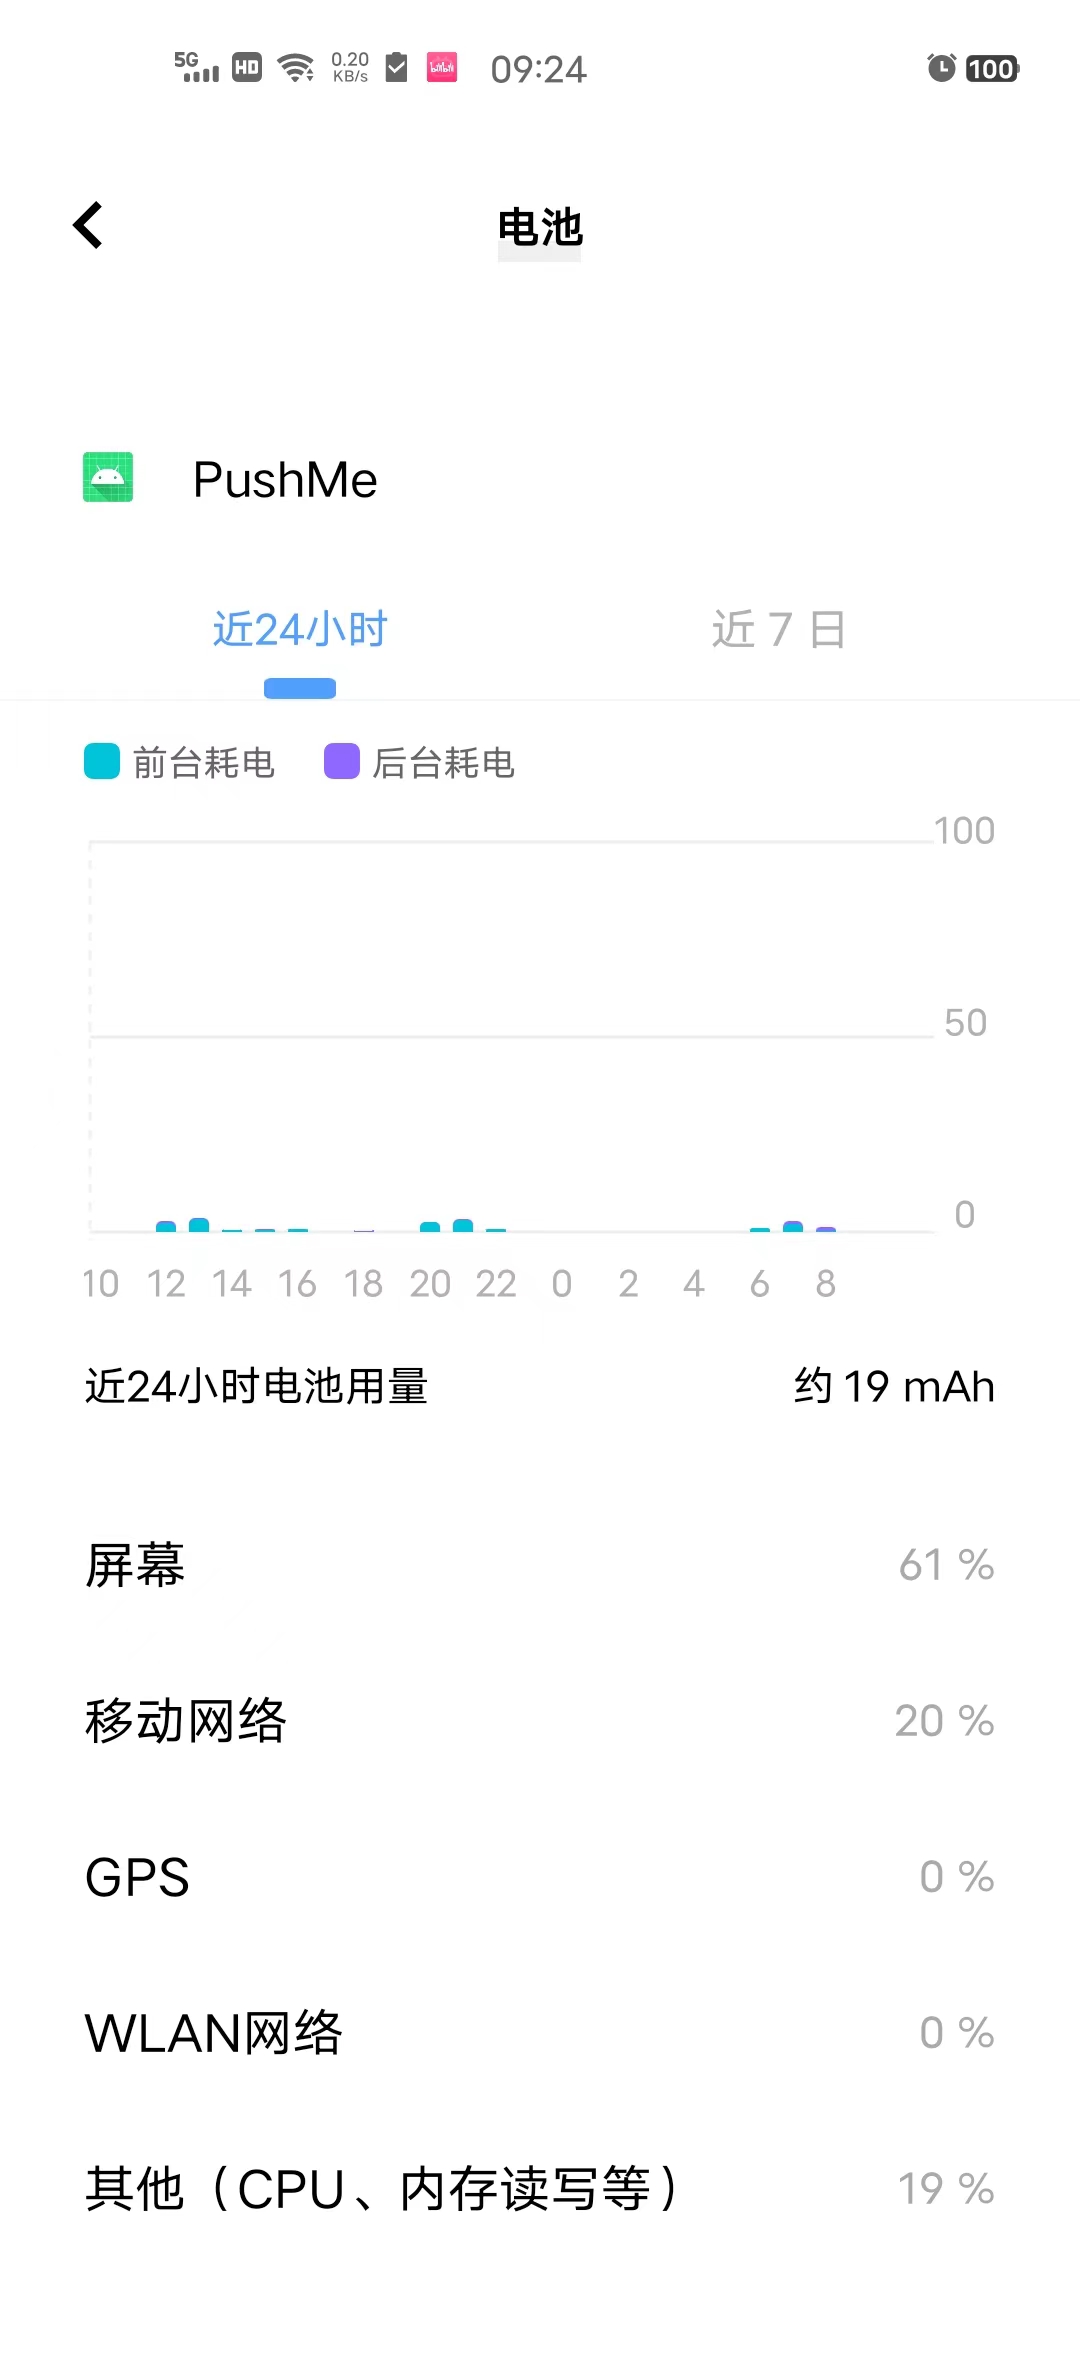 5G HD 0.20 KB/s 09:24 100
电池
PushMe
近24小时 近 7 日
前台耗电 后台耗电
100
50
0
10 12 14 16 18 20 22 0 2 4 6 8
近24小时电池用量 约 19 mAh
屏幕 61 %
移动网络 20 %
GPS 0 %
WLAN网络 0 %
其他（CPU、内存读写等） 19 %